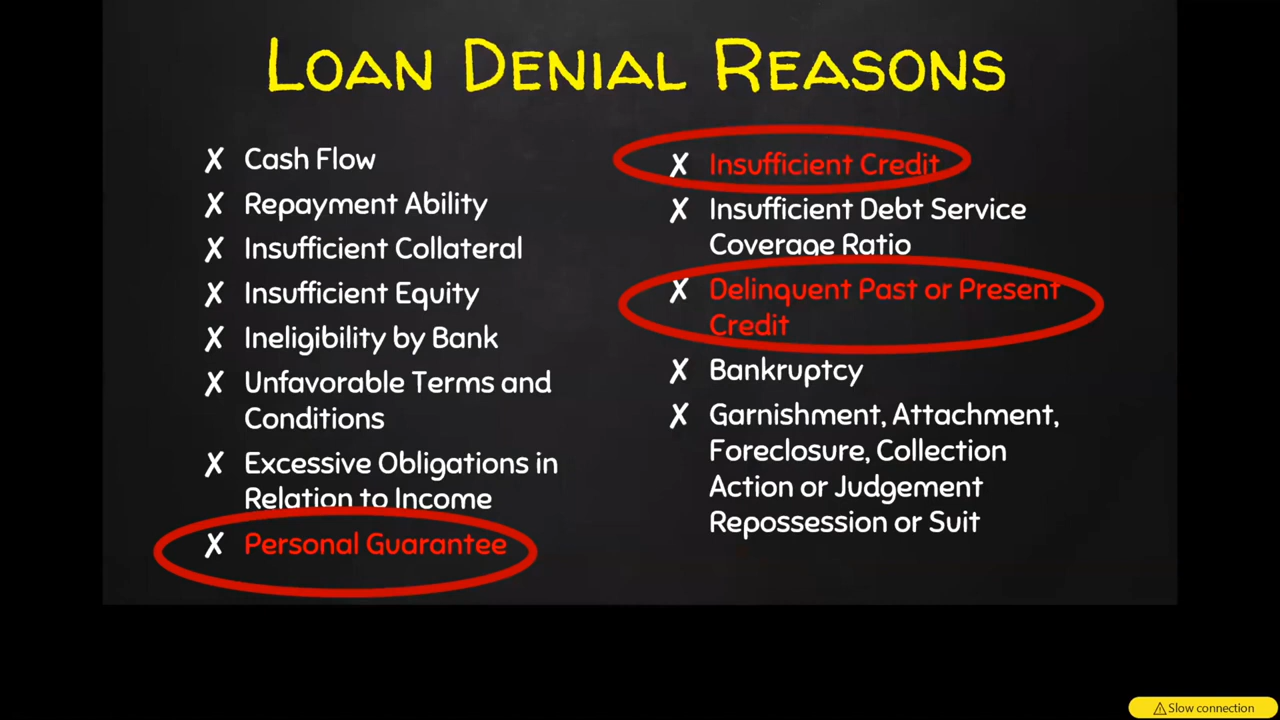 LOAN DENIAL REASONS
✗ Cash Flow
✗ Repayment Ability
✗ Insufficient Collateral
✗ Insufficient Equity
✗ Ineligibility by Bank
✗ Unfavorable Terms and
Conditions
✗ Excessive Obligations in
Relation to Income
✗ Personal Guarantee
✗ Insufficient Credit
✗ Insufficient Debt Service
Coverage Ratio
✗ Delinquent Past or Present
Credit
✗ Bankruptcy
✗ Garnishment, Attachment,
Foreclosure, Collection
Action or Judgement
Repossession or Suit
Slow connection